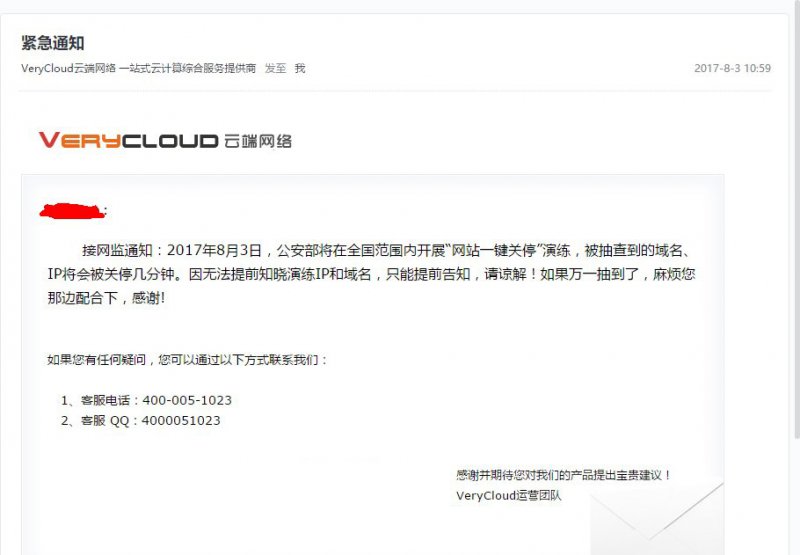 紧急通知
VeryCloud云端网络 一站式云计算综合服务提供商 发至 我
2017-8-3 10:59
VERYCLOUD 云端网络
:
接网监通知：2017年8月3日，公安部将在全国范围内开展“网站一键关停”演练，被抽查到的域名、
IP将会被关停几分钟。因无法提前知晓演练IP和域名，只能提前告知，请谅解！如果万一抽到了，麻烦您
那边配合下，感谢!
如果您有任何疑问，您可以通过以下方式联系我们：
1、客服电话：400-005-1023
2、客服 QQ：4000051023
感谢并期待您对我们的产品提出宝贵建议！
VeryCloud运营团队